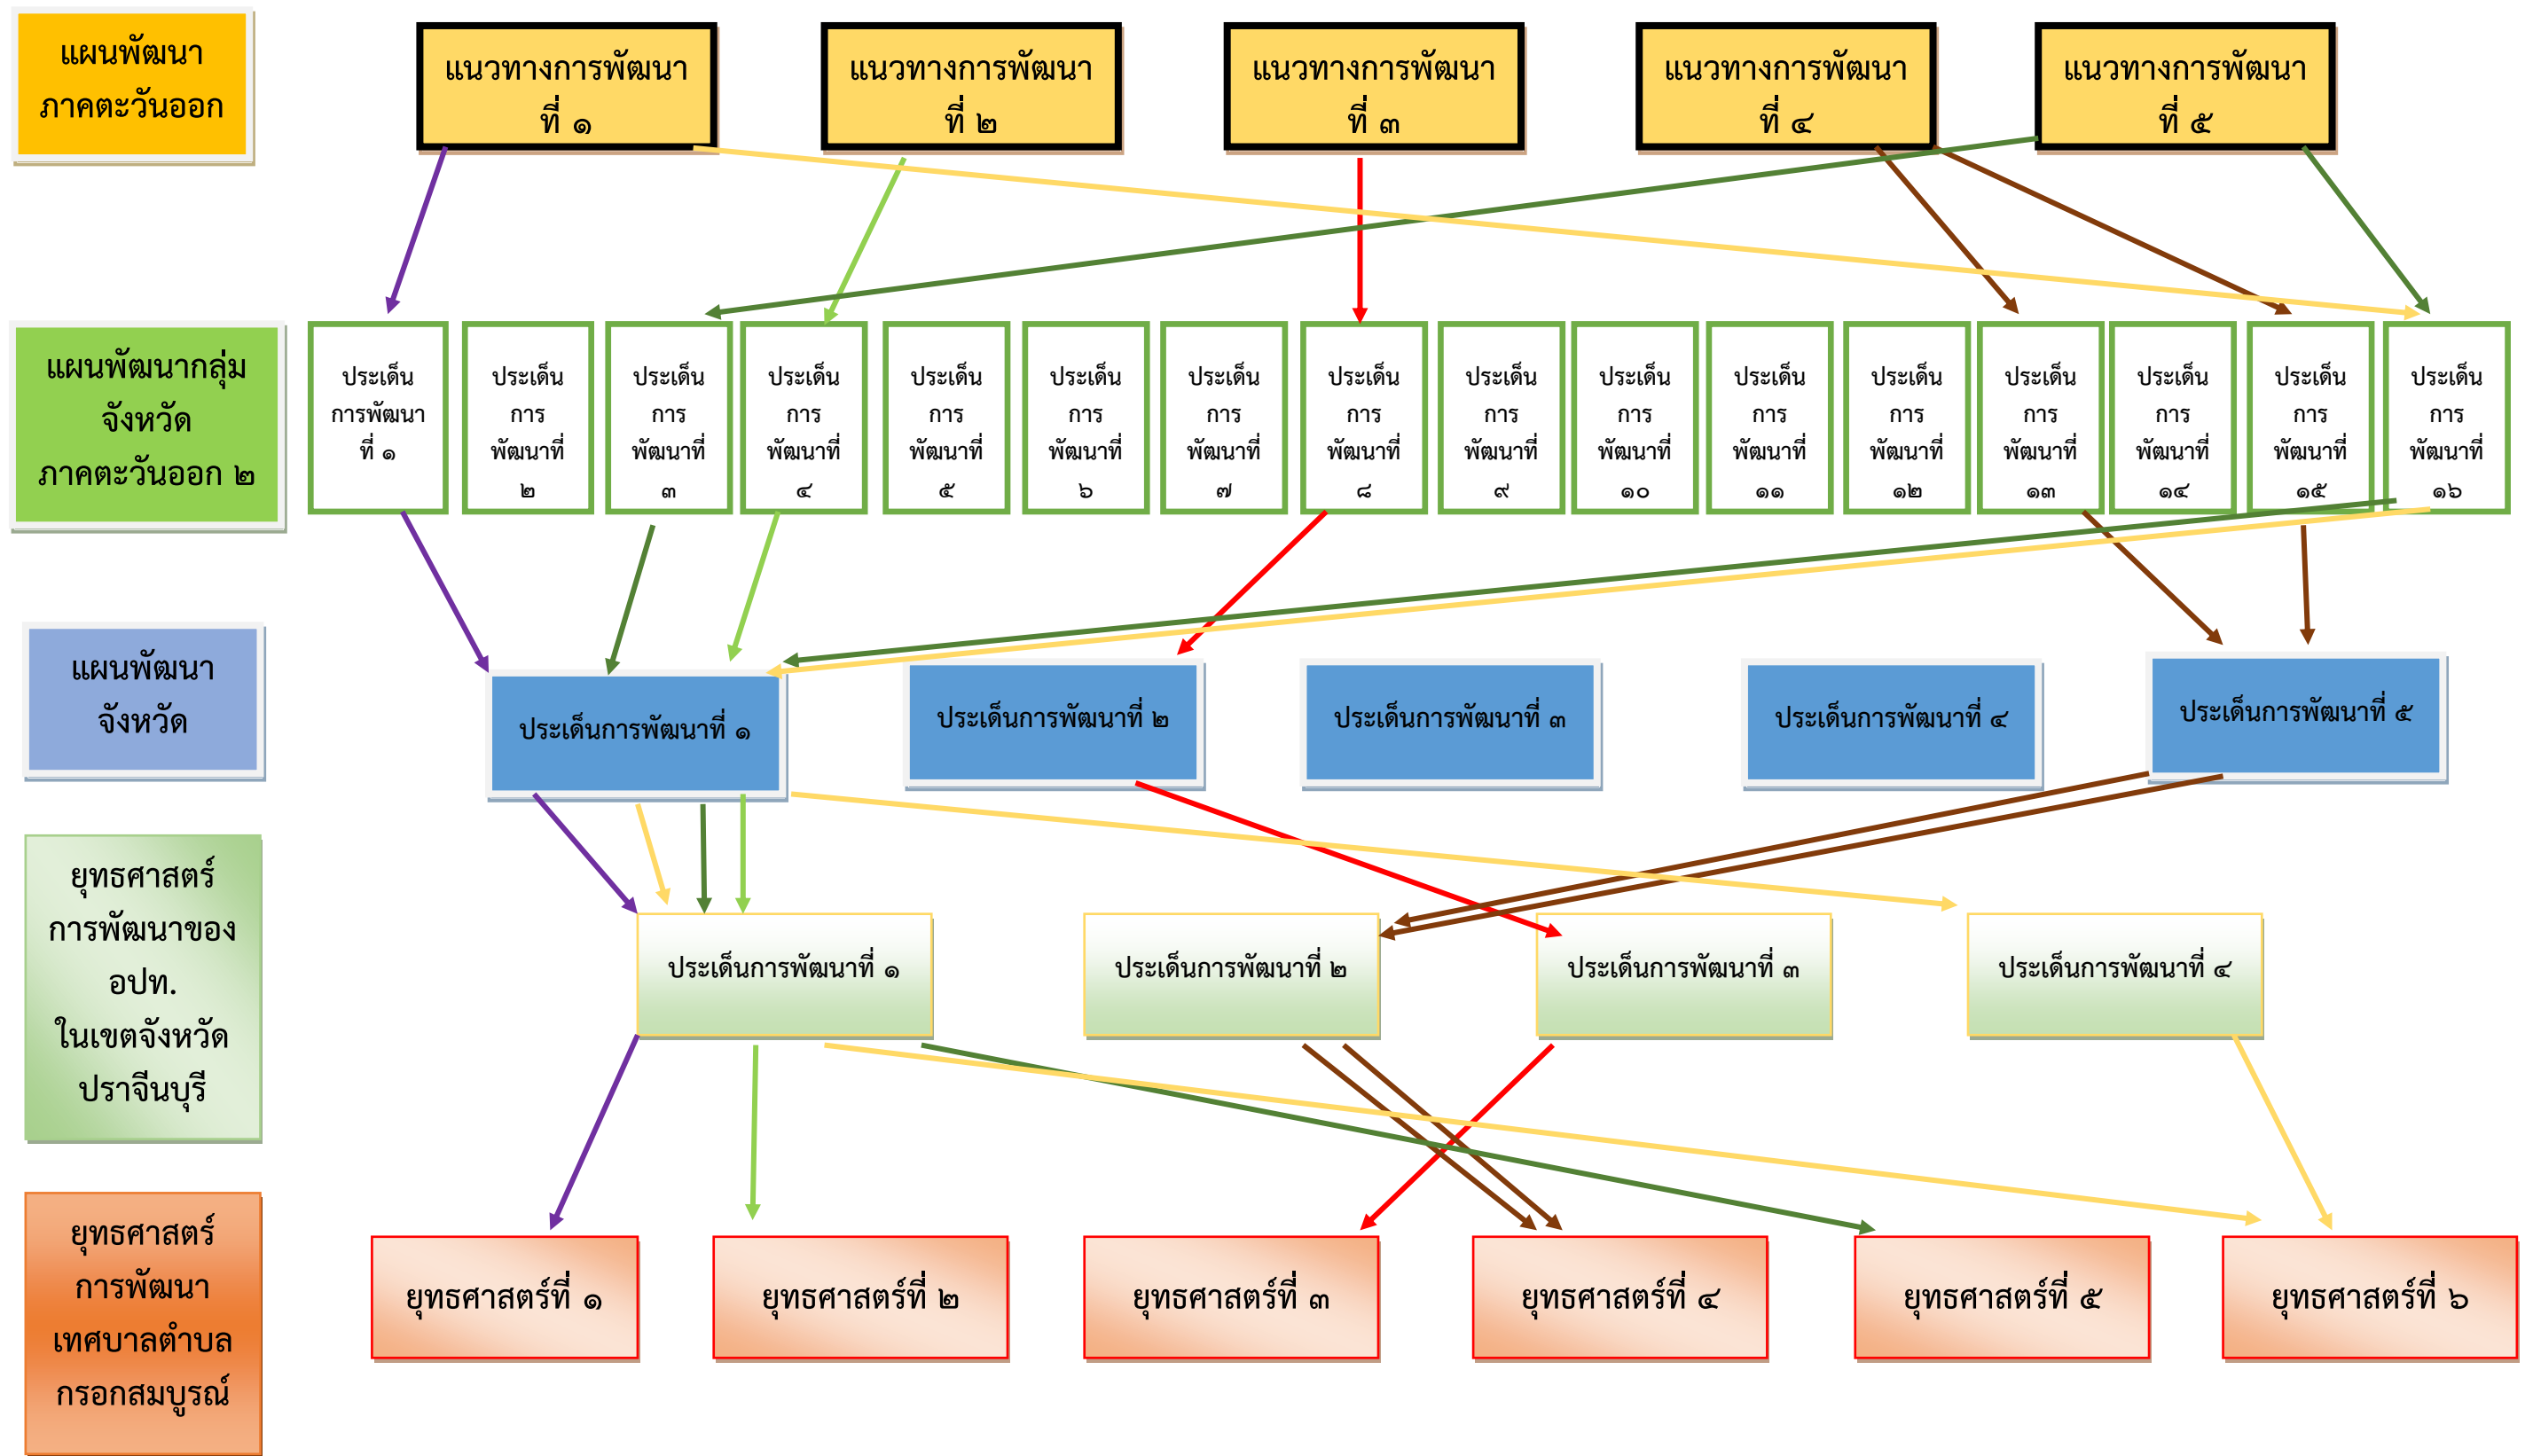 แผนพัฒนา
ภาคตะวันออก
แนวทางการพัฒนา
ที่ ๑
แนวทางการพัฒนา
ที่ ๒
แนวทางการพัฒนา
ที่ ๓
แนวทางการพัฒนา
ที่ ๔
แนวทางการพัฒนา
ที่ ๕
แผนพัฒนากลุ่ม
จังหวัด
ภาคตะวันออก ๒
ประเด็น
การพัฒนา
ที่ ๑
ประเด็น
การ
พัฒนาที่
๒
ประเด็น
การ
พัฒนาที่
๓
ประเด็น
การ
พัฒนาที่
๔
ประเด็น
การ
พัฒนาที่
๕
ประเด็น
การ
พัฒนาที่
๖
ประเด็น
การ
พัฒนาที่
๗
ประเด็น
การ
พัฒนาที่
๘
ประเด็น
การ
พัฒนาที่
๙
ประเด็น
การ
พัฒนาที่
๑๐
ประเด็น
การ
พัฒนาที่
๑๑
ประเด็น
การ
พัฒนาที่
๑๒
ประเด็น
การ
พัฒนาที่
๑๓
ประเด็น
การ
พัฒนาที่
๑๔
ประเด็น
การ
พัฒนาที่
๑๕
ประเด็น
การ
พัฒนาที่
๑๖
แผนพัฒนา
จังหวัด
ประเด็นการพัฒนาที่ ๑
ประเด็นการพัฒนาที่ ๒
ประเด็นการพัฒนาที่ ๓
ประเด็นการพัฒนาที่ ๔
ประเด็นการพัฒนาที่ ๕
ยุทธศาสตร์
การพัฒนาของ
อปท.
ในเขตจังหวัด
ปราจีนบุรี
ประเด็นการพัฒนาที่ ๑
ประเด็นการพัฒนาที่ ๒
ประเด็นการพัฒนาที่ ๓
ประเด็นการพัฒนาที่ ๔
ยุทธศาสตร์
การพัฒนา
เทศบาลตำบล
กรอกสมบูรณ์
ยุทธศาสตร์ที่ ๑
ยุทธศาสตร์ที่ ๒
ยุทธศาสตร์ที่ ๓
ยุทธศาสตร์ที่ ๔
ยุทธศาสตร์ที่ ๕
ยุทธศาสตร์ที่ ๖